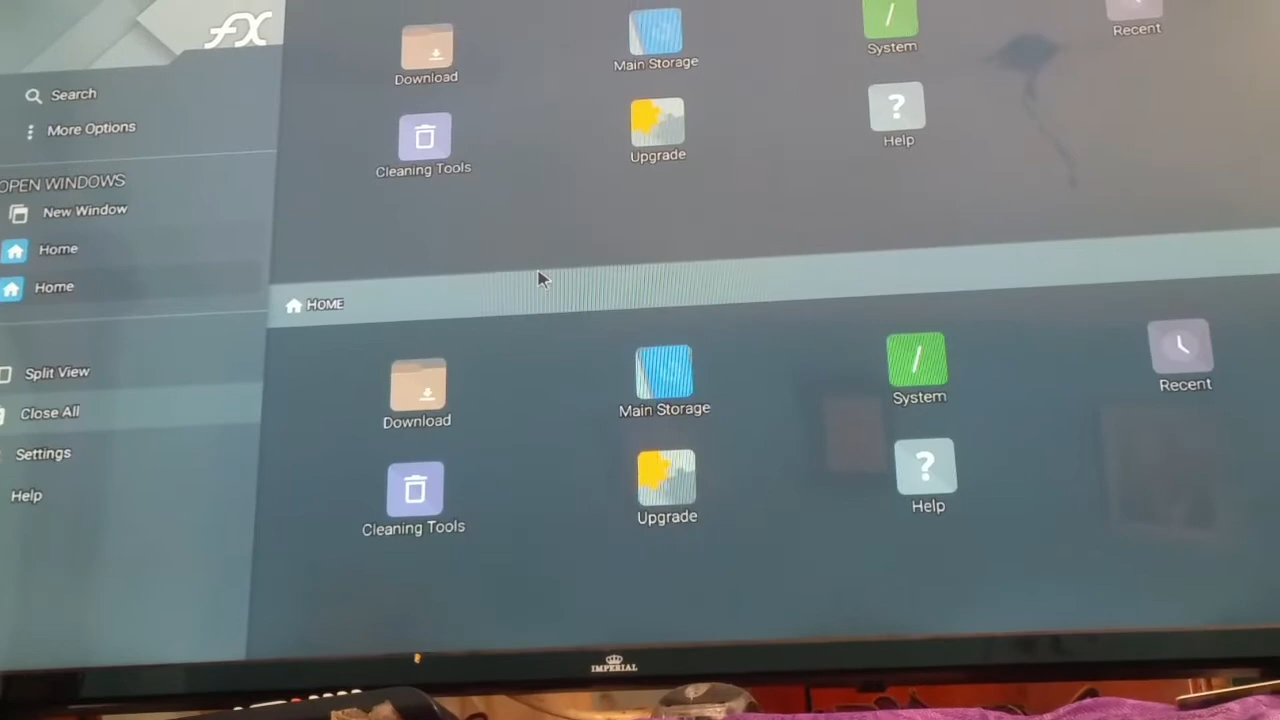 fX
Search
More Options
OPEN WINDOWS
New Window
Home
Home
Split View
Close All
Settings
Help
Download
Main Storage
System
Recent
Cleaning Tools
Upgrade
Help
HOME
Download
Main Storage
System
Recent
Cleaning Tools
Upgrade
Help
IMPERIAL